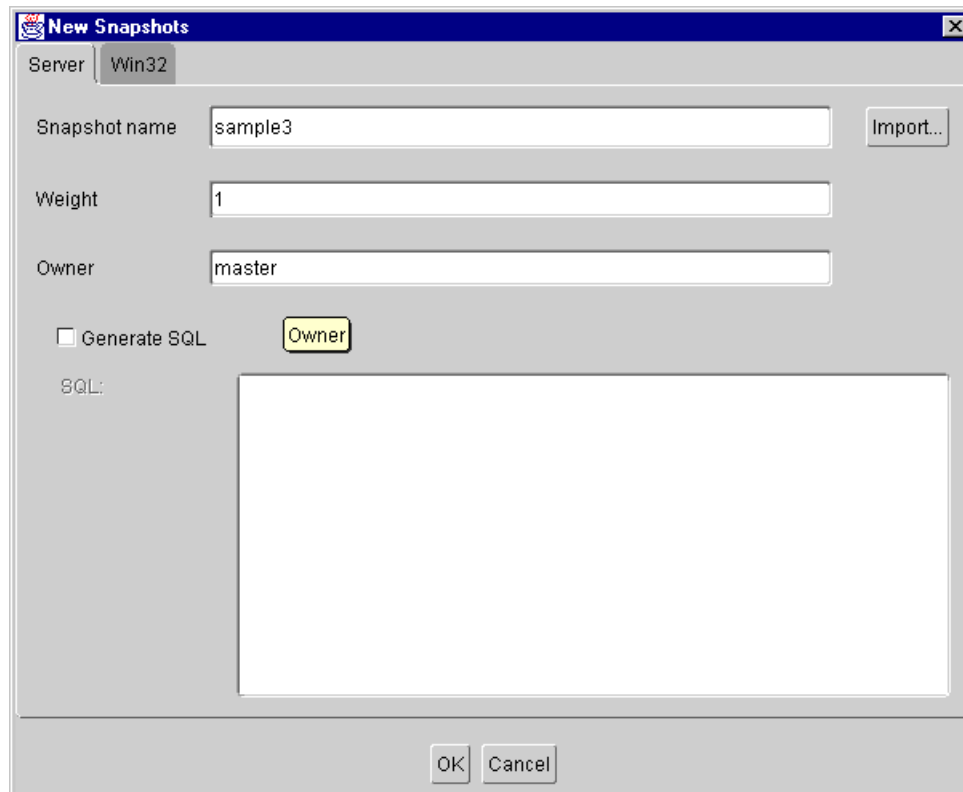 New Snapshots
Server Win32
Snapshot name sample3 Import...
Weight 1
Owner master
Generate SQL Owner
SQL:
OK Cancel